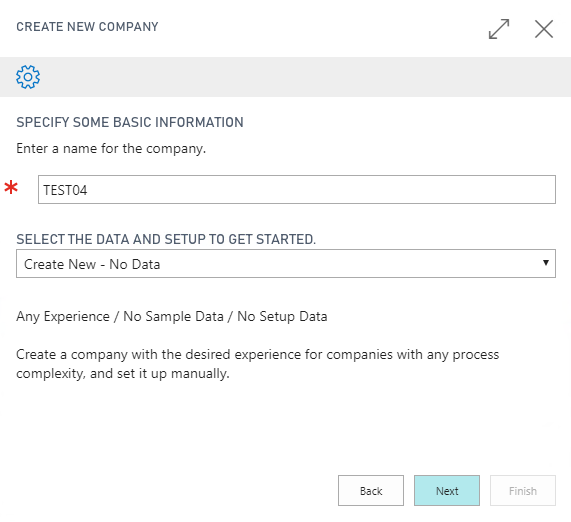 CREATE NEW COMPANY
SPECIFY SOME BASIC INFORMATION
Enter a name for the company.
* TEST04
SELECT THE DATA AND SETUP TO GET STARTED.
Create New - No Data
Any Experience / No Sample Data / No Setup Data
Create a company with the desired experience for companies with any process
complexity, and set it up manually.
Back Next Finish